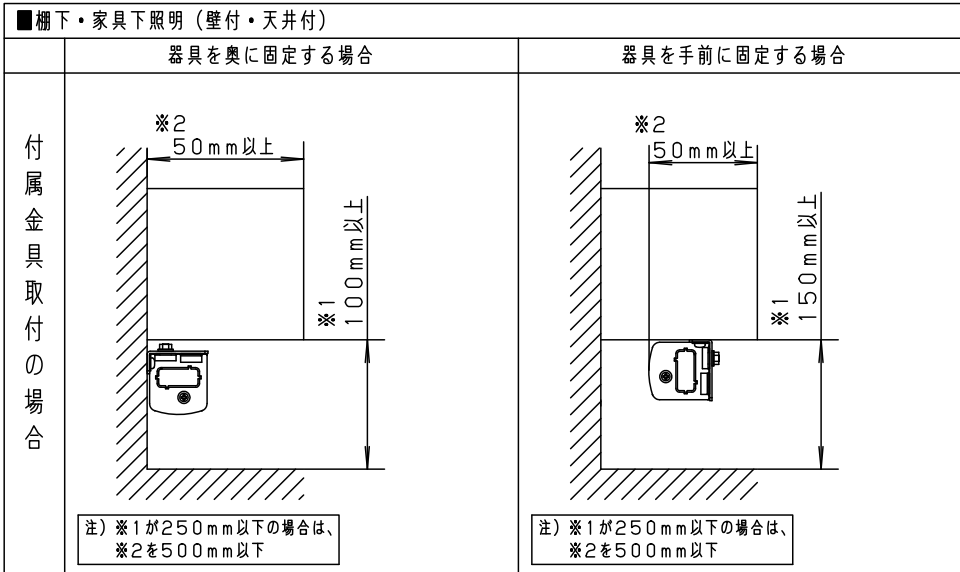 ■棚下・家具下照明（壁付・天井付）
器具を奥に固定する場合
器具を手前に固定する場合
付属金具取付の場合
※2
50mm以上
※1
100mm以上
注）※1が250mm以下の場合は、
※2を500mm以下
※2
50mm以上
※1
150mm以上
注）※1が250mm以下の場合は、
※2を500mm以下